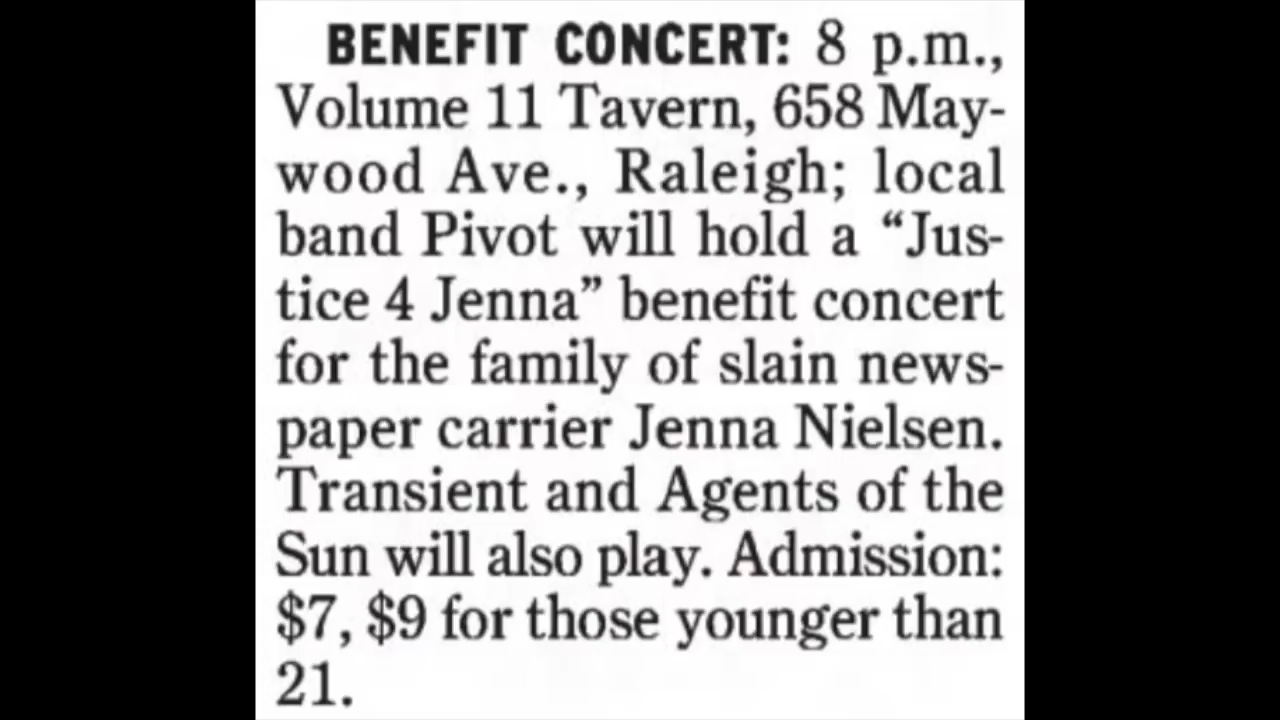 BENEFIT CONCERT: 8 p.m.,
Volume 11 Tavern, 658 May-
wood Ave., Raleigh; local
band Pivot will hold a “Jus-
tice 4 Jenna” benefit concert
for the family of slain news-
paper carrier Jenna Nielsen.
Transient and Agents of the
Sun will also play. Admission:
$7, $9 for those younger than
21.